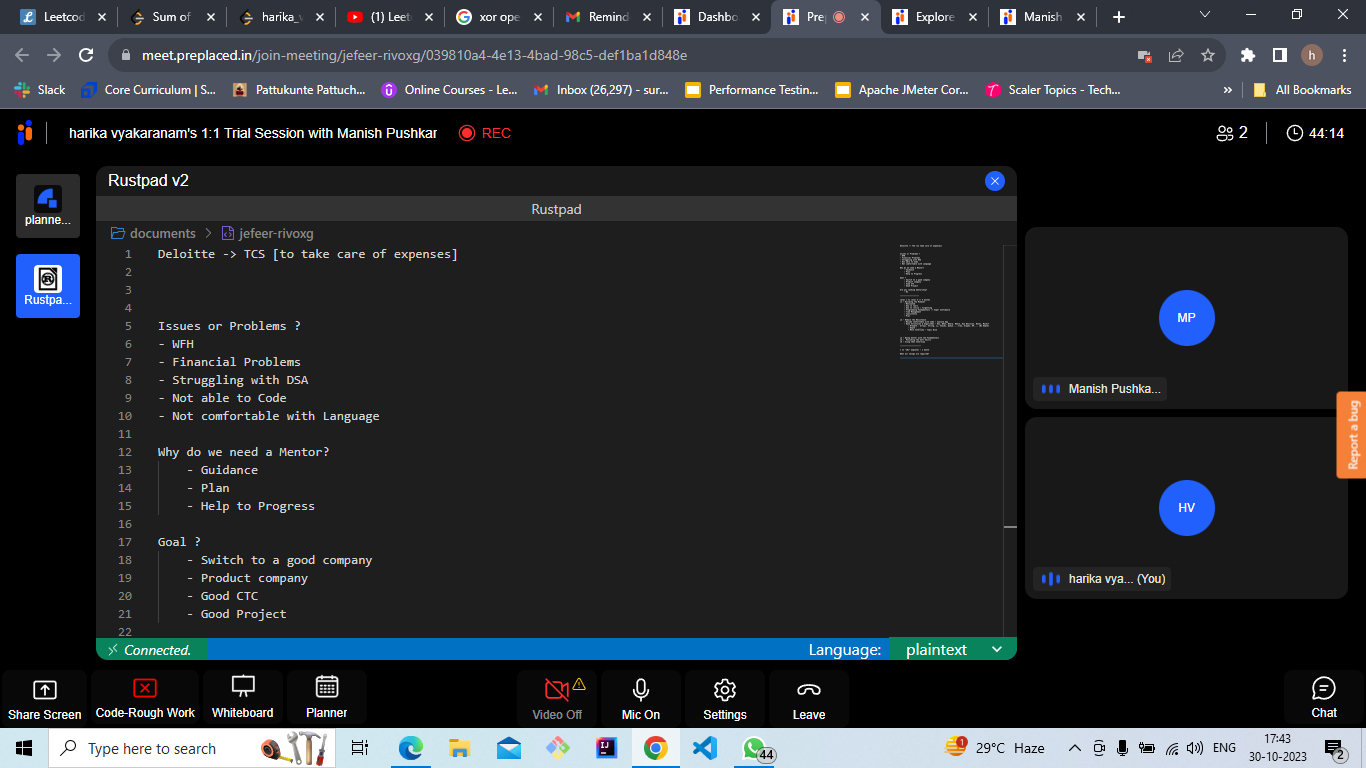 Leetcod
Sum of
harika_v
(1) Leet
xor ope
Remind
Dashbo
Pre
Explore
Manish
meet.preplaced.in/join-meeting/jefeer-rivoxg/039810a4-4e13-4bad-98c5-def1ba1d848e
h
Slack
Core Curriculum | S...
Pattukunte Pattuch...
Online Courses - Le...
Inbox (26,297) - sur...
Performance Testin...
Apache JMeter Cor...
Scaler Topics - Tech...
»
All Bookmarks
harika vyakaranam's 1:1 Trial Session with Manish Pushkar
REC
2
44:14
planne...
Rustpa...
Rustpad v2
Rustpad
documents > jefeer-rivoxg
1 Deloitte -> TCS [to take care of expenses]
2
3
4
5 Issues or Problems ?
6 - WFH
7 - Financial Problems
8 - Struggling with DSA
9 - Not able to Code
10 - Not comfortable with Language
11
12 Why do we need a Mentor?
13 - Guidance
14 - Plan
15 - Help to Progress
16
17 Goal ?
18 - Switch to a good company
19 - Product company
20 - Good CTC
21 - Good Project
22
Connected.
Language: plaintext
MP
Manish Pushka...
HV
harika vya... (You)
Report a bug
Share Screen
Code-Rough Work
Whiteboard
Planner
Video Off
Mic On
Settings
Leave
Chat
Type here to search
44
1
29°C Haze
ENG
17:43
30-10-2023
2